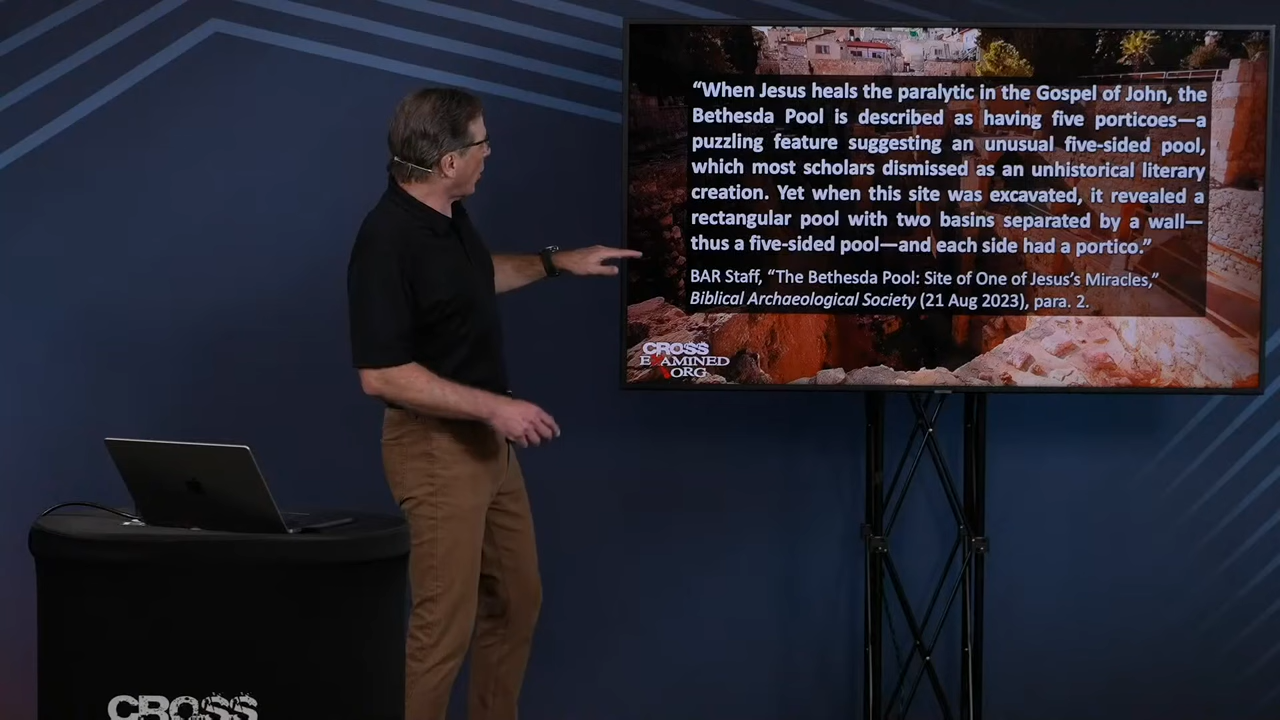 “When Jesus heals the paralytic in the Gospel of John, the
Bethesda Pool is described as having five porticoes—a
puzzling feature suggesting an unusual five-sided pool,
which most scholars dismissed as an unhistorical literary
creation. Yet when this site was excavated, it revealed a
rectangular pool with two basins separated by a wall—
thus a five-sided pool—and each side had a portico.”
BAR Staff, “The Bethesda Pool: Site of One of Jesus’s Miracles,”
Biblical Archaeological Society (21 Aug 2023), para. 2.
CROSS
EXAMINED
.ORG
CROSS